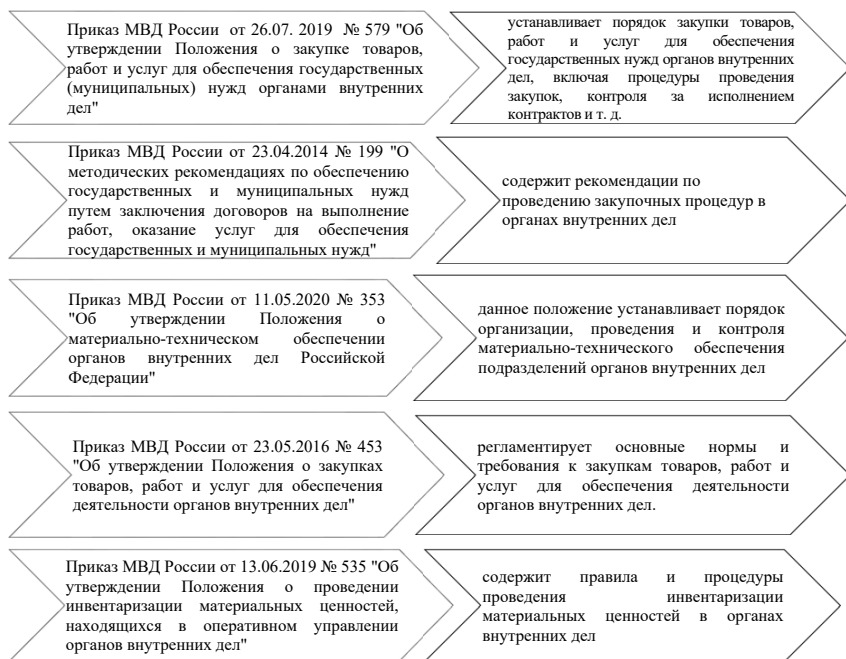 Приказ МВД России от 26.07. 2019 № 579 "Об
утверждении Положения о закупке товаров,
работ и услуг для обеспечения государственных
(муниципальных) нужд органами внутренних
дел"
устанавливает порядок закупки товаров,
работ и услуг для обеспечения
государственных нужд органов внутренних
дел, включая процедуры проведения
закупок, контроля за исполнением
контрактов и т. д.
Приказ МВД России от 23.04.2014 № 199 "О
методических рекомендациях по обеспечению
государственных и муниципальных нужд
путем заключения договоров на выполнение
работ, оказание услуг для обеспечения
государственных и муниципальных нужд"
содержит рекомендации по
проведению закупочных процедур в
органах внутренних дел
Приказ МВД России от 11.05.2020 № 353
"Об утверждении Положения о
материально-техническом обеспечении
органов внутренних дел Российской
Федерации"
данное положение устанавливает порядок
организации, проведения и контроля
материально-технического обеспечения
подразделений органов внутренних дел
Приказ МВД России от 23.05.2016 № 453
"Об утверждении Положения о закупках
товаров, работ и услуг для обеспечения
деятельности органов внутренних дел"
регламентирует основные нормы и
требования к закупкам товаров, работ и
услуг для обеспечения деятельности
органов внутренних дел.
Приказ МВД России от 13.06.2019 № 535 "Об
утверждении Положения о проведении
инвентаризации материальных ценностей,
находящихся в оперативном управлении
органов внутренних дел"
содержит правила и процедуры
проведения инвентаризации
материальных ценностей в органах
внутренних дел